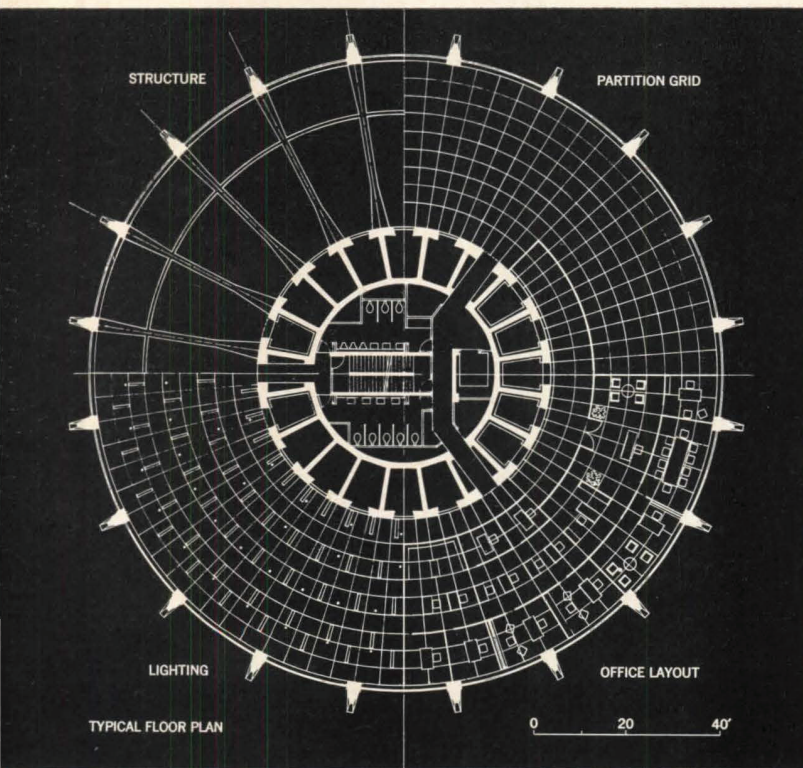 STRUCTURE
PARTITION GRID
LIGHTING
OFFICE LAYOUT
TYPICAL FLOOR PLAN
0 20 40'